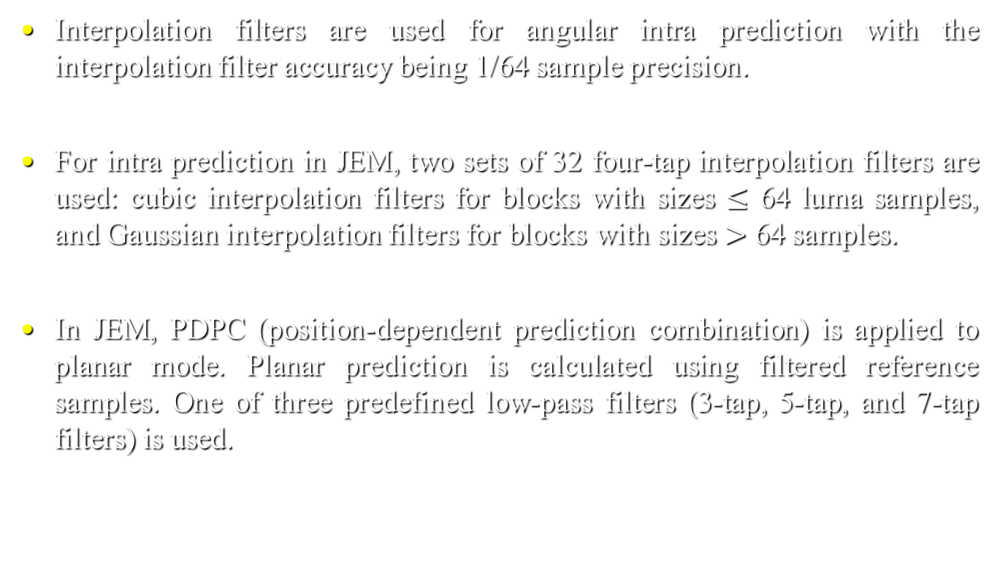 • Interpolation filters are used for angular intra prediction with the
interpolation filter accuracy being 1/64 sample precision.
• For intra prediction in JEM, two sets of 32 four-tap interpolation filters are
used: cubic interpolation filters for blocks with sizes ≤ 64 luma samples,
and Gaussian interpolation filters for blocks with sizes > 64 samples.
• In JEM, PDPC (position-dependent prediction combination) is applied to
planar mode. Planar prediction is calculated using filtered reference
samples. One of three predefined low-pass filters (3-tap, 5-tap, and 7-tap
filters) is used.